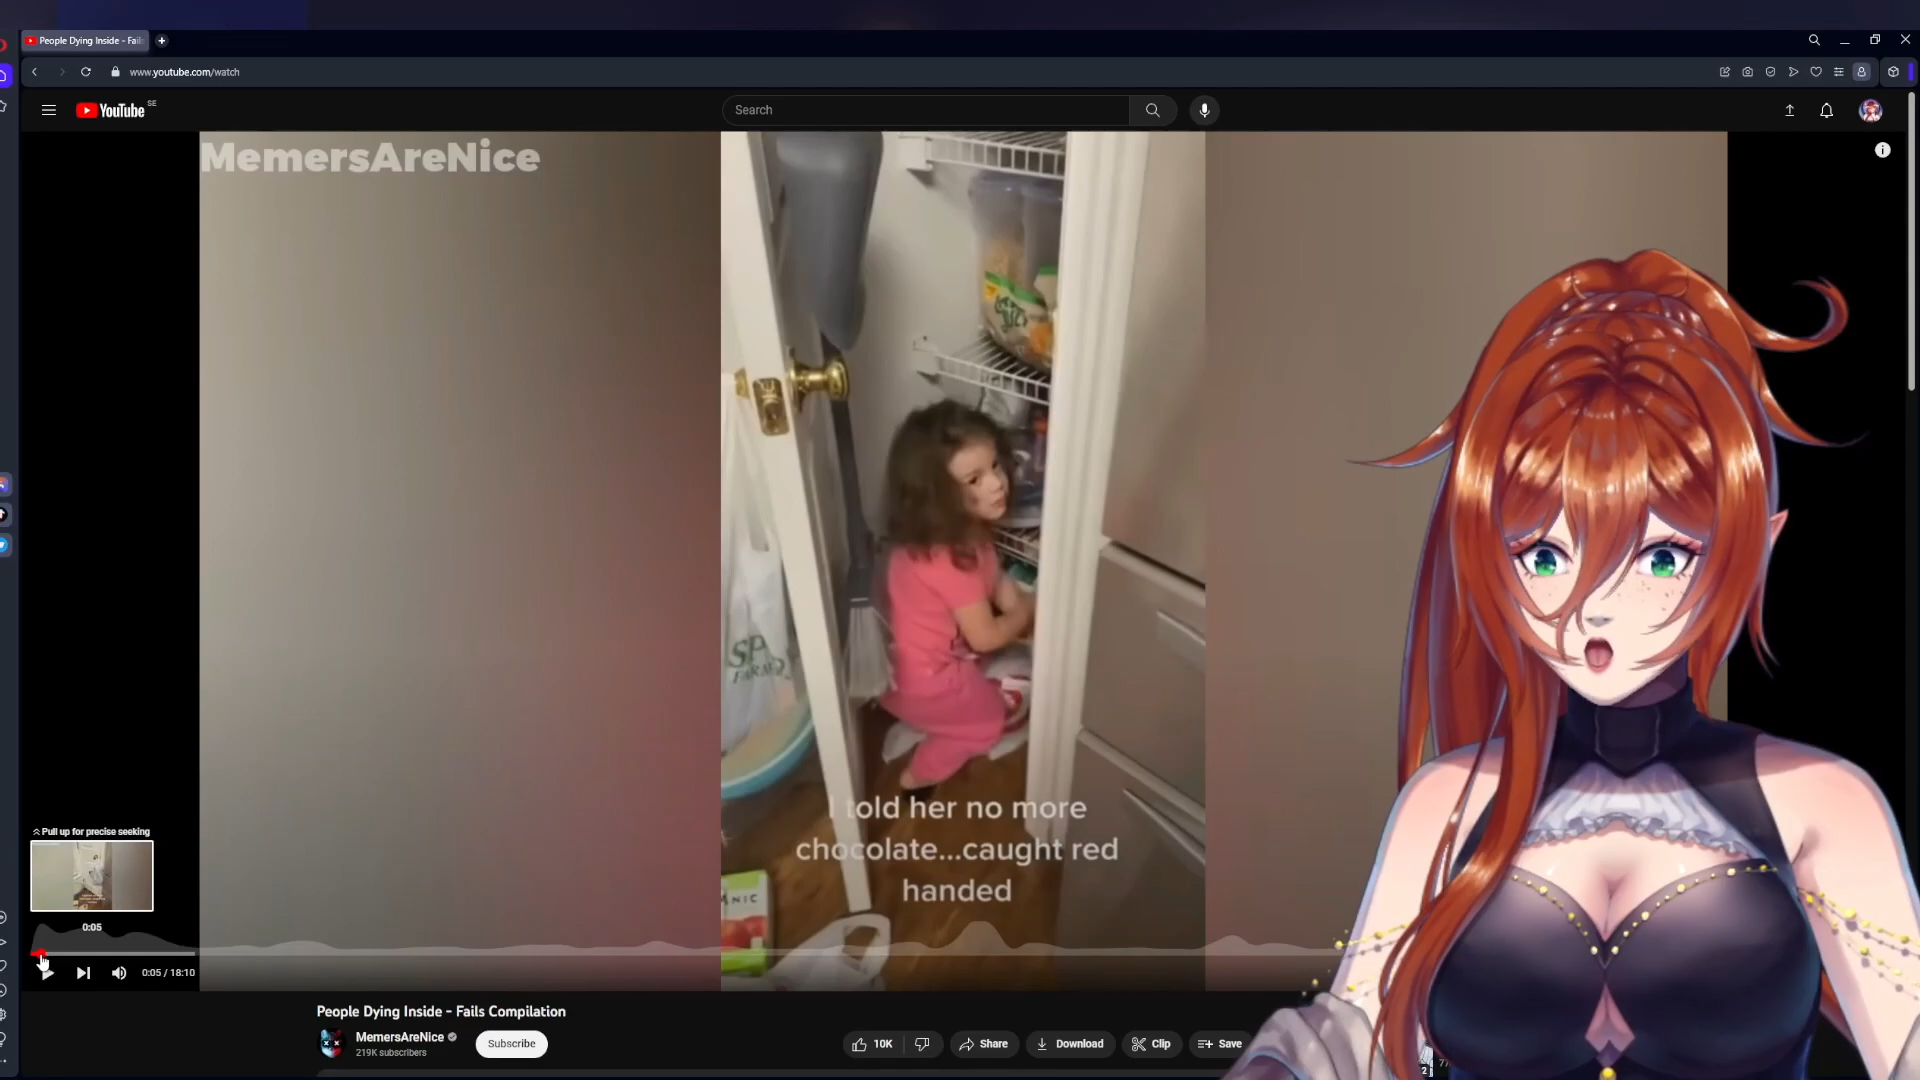 People Dying Inside - Fail
www.youtube.com/watch
YouTube SE
Search
MemersAreNice
I told her no more
chocolate...caught red
handed
Pull up for precise seeking
0:05
0:05 / 18:10
People Dying Inside - Fails Compilation
MemersAreNice
219K subscribers
Subscribe
10K
Share
Download
Clip
Save